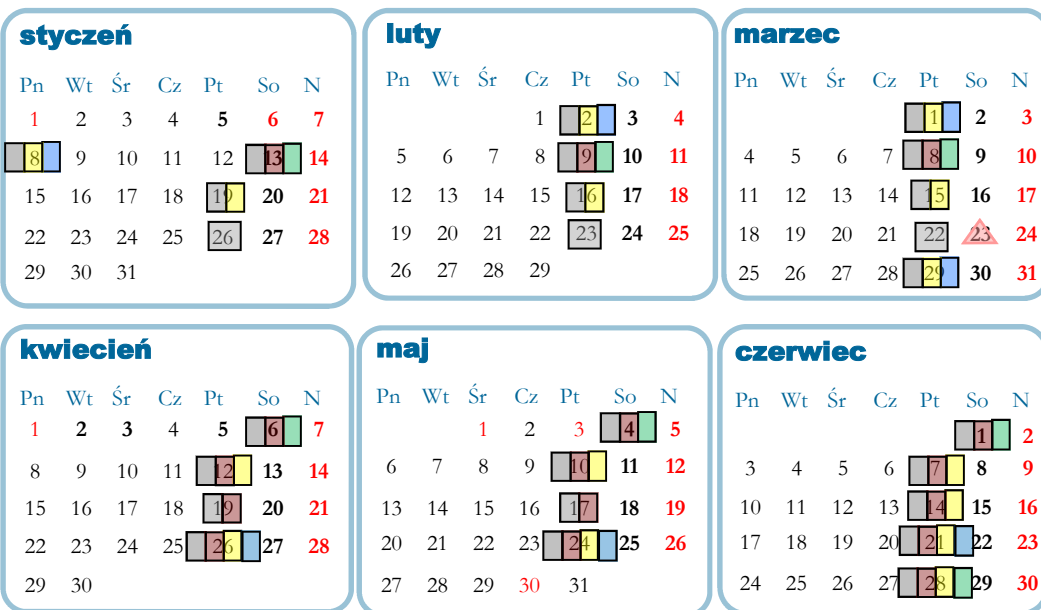 styczeń
Pn Wt Śr Cz Pt So N
1 2 3 4 5 6 7
8 9 10 11 12 13 14
15 16 17 18 19 20 21
22 23 24 25 26 27 28
29 30 31
luty
Pn Wt Śr Cz Pt So N
1 2 3 4
5 6 7 8 9 10 11
12 13 14 15 16 17 18
19 20 21 22 23 24 25
26 27 28 29
marzec
Pn Wt Śr Cz Pt So N
1 2 3
4 5 6 7 8 9 10
11 12 13 14 15 16 17
18 19 20 21 22 23 24
25 26 27 28 29 30 31
kwiecień
Pn Wt Śr Cz Pt So N
1 2 3 4 5 6 7
8 9 10 11 12 13 14
15 16 17 18 19 20 21
22 23 24 25 26 27 28
29 30
maj
Pn Wt Śr Cz Pt So N
1 2 3 4 5
6 7 8 9 10 11 12
13 14 15 16 17 18 19
20 21 22 23 24 25 26
27 28 29 30 31
czerwiec
Pn Wt Śr Cz Pt So N
1 2
3 4 5 6 7 8 9
10 11 12 13 14 15 16
17 18 19 20 21 22 23
24 25 26 27 28 29 30